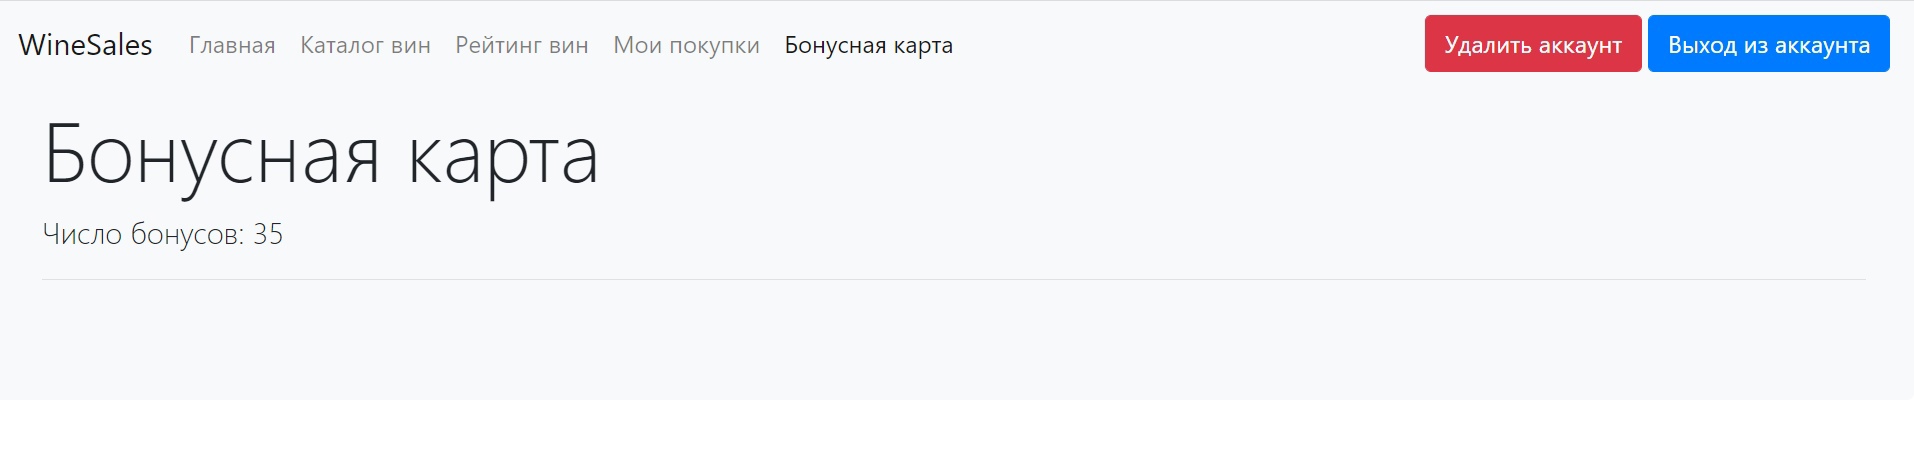 WineSales Главная Каталог вин Рейтинг вин Мои покупки Бонусная карта Удалить аккаунт Выход из аккаунта
Бонусная карта
Число бонусов: 35